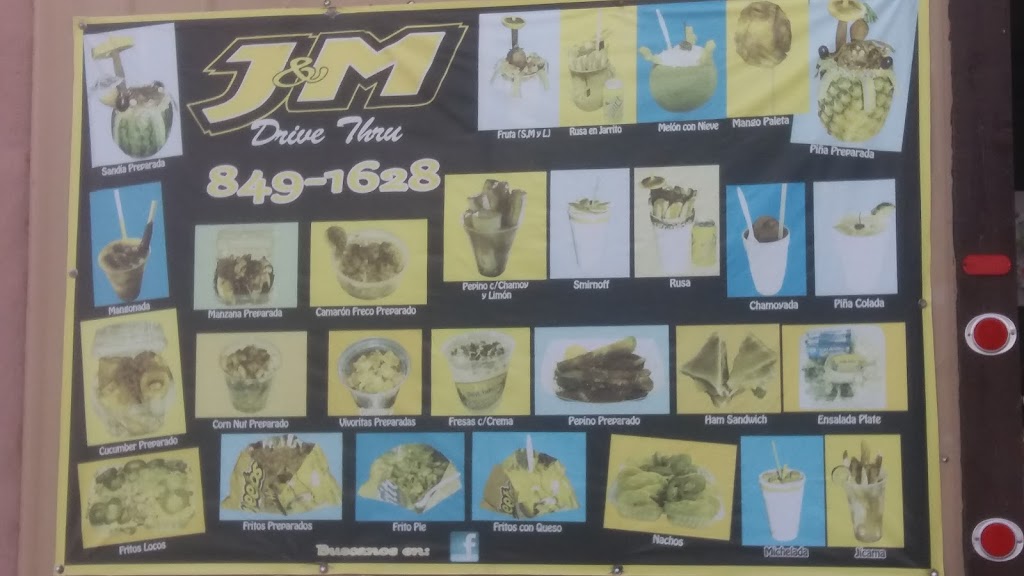 J&M
Drive Thru
849-1628
Sandía Preparada
Fruta (S,M y L)
Rusa en Jarrito
Melón con Nieve
Mango Paleta
Piña Preparada
Mangonada
Manzana Preparada
Camarón Freco Preparado
Pepino c/Chamoy
y Limón
Smirnoff
Rusa
Chamoyada
Piña Colada
Cucumber Preparado
Corn Nut Preparado
Vivoritas Preparadas
Fresas c/Crema
Pepino Preparado
Ham Sandwich
Ensalada Plate
Fritos Locos
Fritos Preparados
Frito Pie
Fritos con Queso
Nachos
Michelada
Jicama
Buscanos en: f